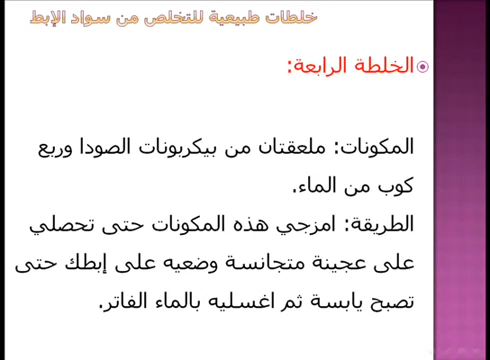 خلطات طبيعية للتخلص من سواد الإبط
الخلطة الرابعة:
المكونات: ملعقتان من بيكربونات الصودا وربع
كوب من الماء.
الطريقة: امزجي هذه المكونات حتى تحصلي
على عجينة متجانسة وضعيه على إبطك حتى
تصبح يابسة ثم اغسليه بالماء الفاتر.